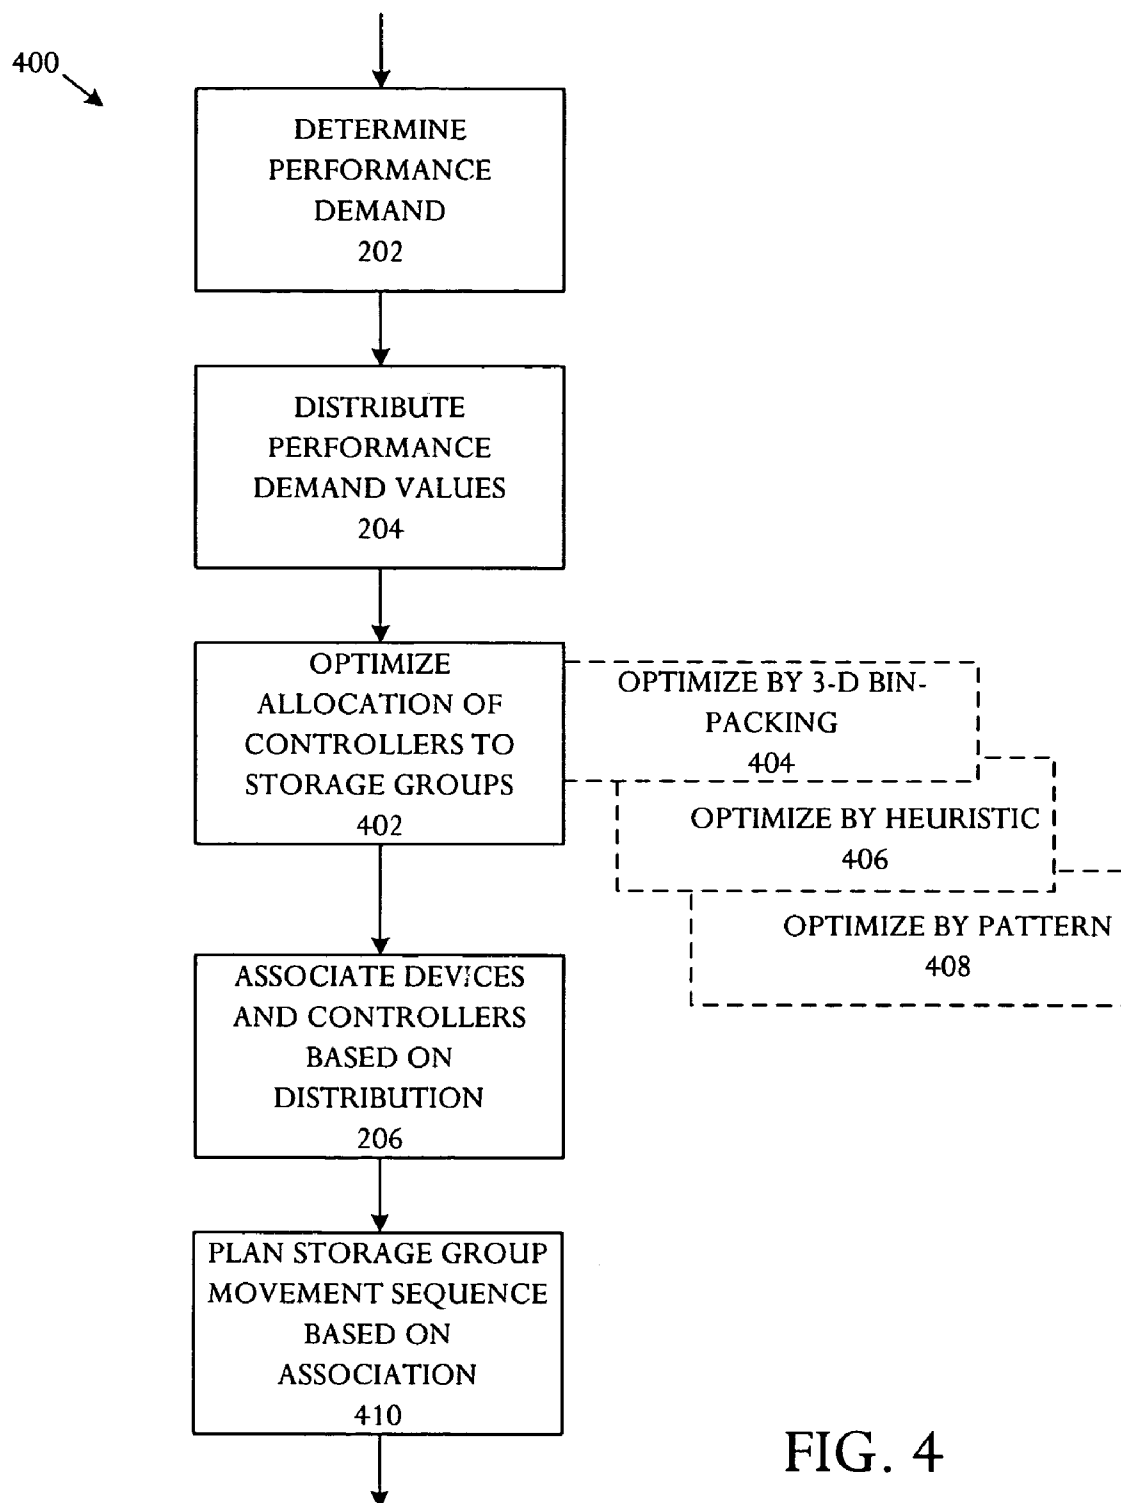 400
DETERMINE
PERFORMANCE
DEMAND
202
DISTRIBUTE
PERFORMANCE
DEMAND VALUES
204
OPTIMIZE
ALLOCATION OF
CONTROLLERS TO
STORAGE GROUPS
402
OPTIMIZE BY 3-D BIN-
PACKING
404
OPTIMIZE BY HEURISTIC
406
OPTIMIZE BY PATTERN
408
ASSOCIATE DEVICES
AND CONTROLLERS
BASED ON
DISTRIBUTION
206
PLAN STORAGE GROUP
MOVEMENT SEQUENCE
BASED ON
ASSOCIATION
410
FIG. 4